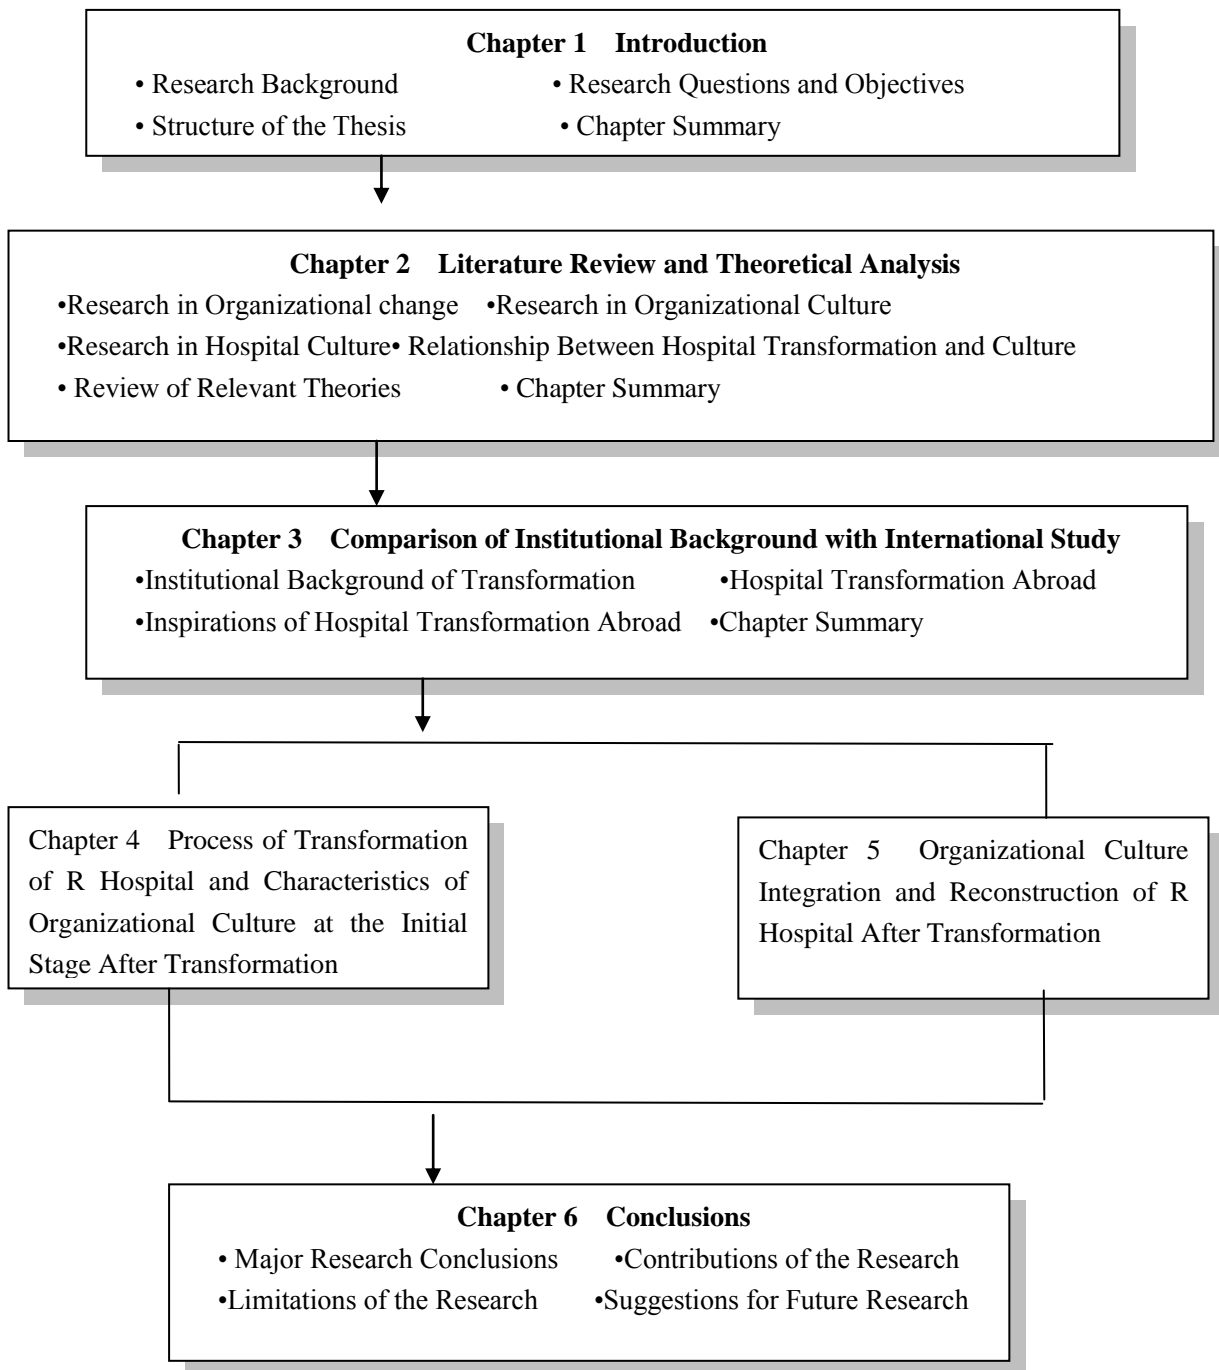 Chapter 1 Introduction
• Research Background • Research Questions and Objectives
• Structure of the Thesis • Chapter Summary
Chapter 2 Literature Review and Theoretical Analysis
•Research in Organizational change •Research in Organizational Culture
•Research in Hospital Culture• Relationship Between Hospital Transformation and Culture
• Review of Relevant Theories • Chapter Summary
Chapter 3 Comparison of Institutional Background with International Study
•Institutional Background of Transformation •Hospital Transformation Abroad
•Inspirations of Hospital Transformation Abroad •Chapter Summary
Chapter 4 Process of Transformation
of R Hospital and Characteristics of
Organizational Culture at the Initial
Stage After Transformation
Chapter 5 Organizational Culture
Integration and Reconstruction of R
Hospital After Transformation
Chapter 6 Conclusions
• Major Research Conclusions •Contributions of the Research
•Limitations of the Research •Suggestions for Future Research